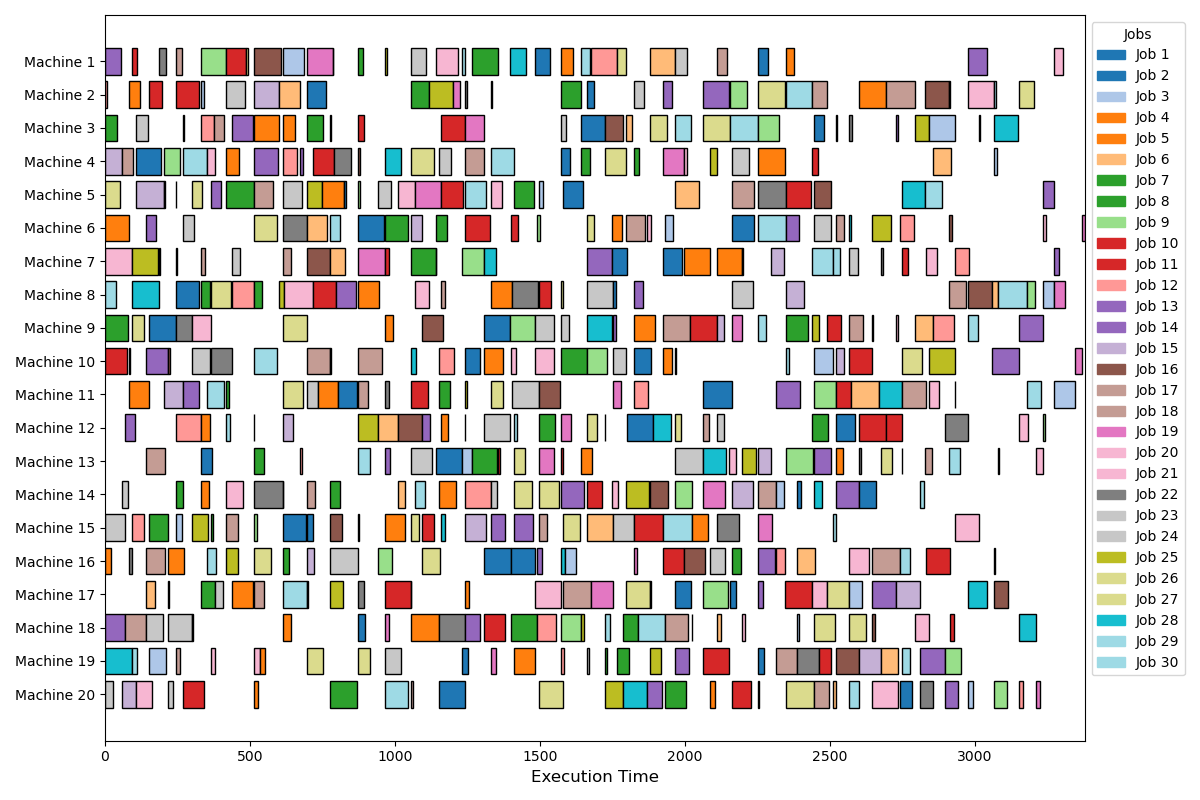 Machine 1
Machine 2
Machine 3
Machine 4
Machine 5
Machine 6
Machine 7
Machine 8
Machine 9
Machine 10
Machine 11
Machine 12
Machine 13
Machine 14
Machine 15
Machine 16
Machine 17
Machine 18
Machine 19
Machine 20
0 500 1000 1500 2000 2500 3000
Execution Time
Jobs
Job 1
Job 2
Job 3
Job 4
Job 5
Job 6
Job 7
Job 8
Job 9
Job 10
Job 11
Job 12
Job 13
Job 14
Job 15
Job 16
Job 17
Job 18
Job 19
Job 20
Job 21
Job 22
Job 23
Job 24
Job 25
Job 26
Job 27
Job 28
Job 29
Job 30